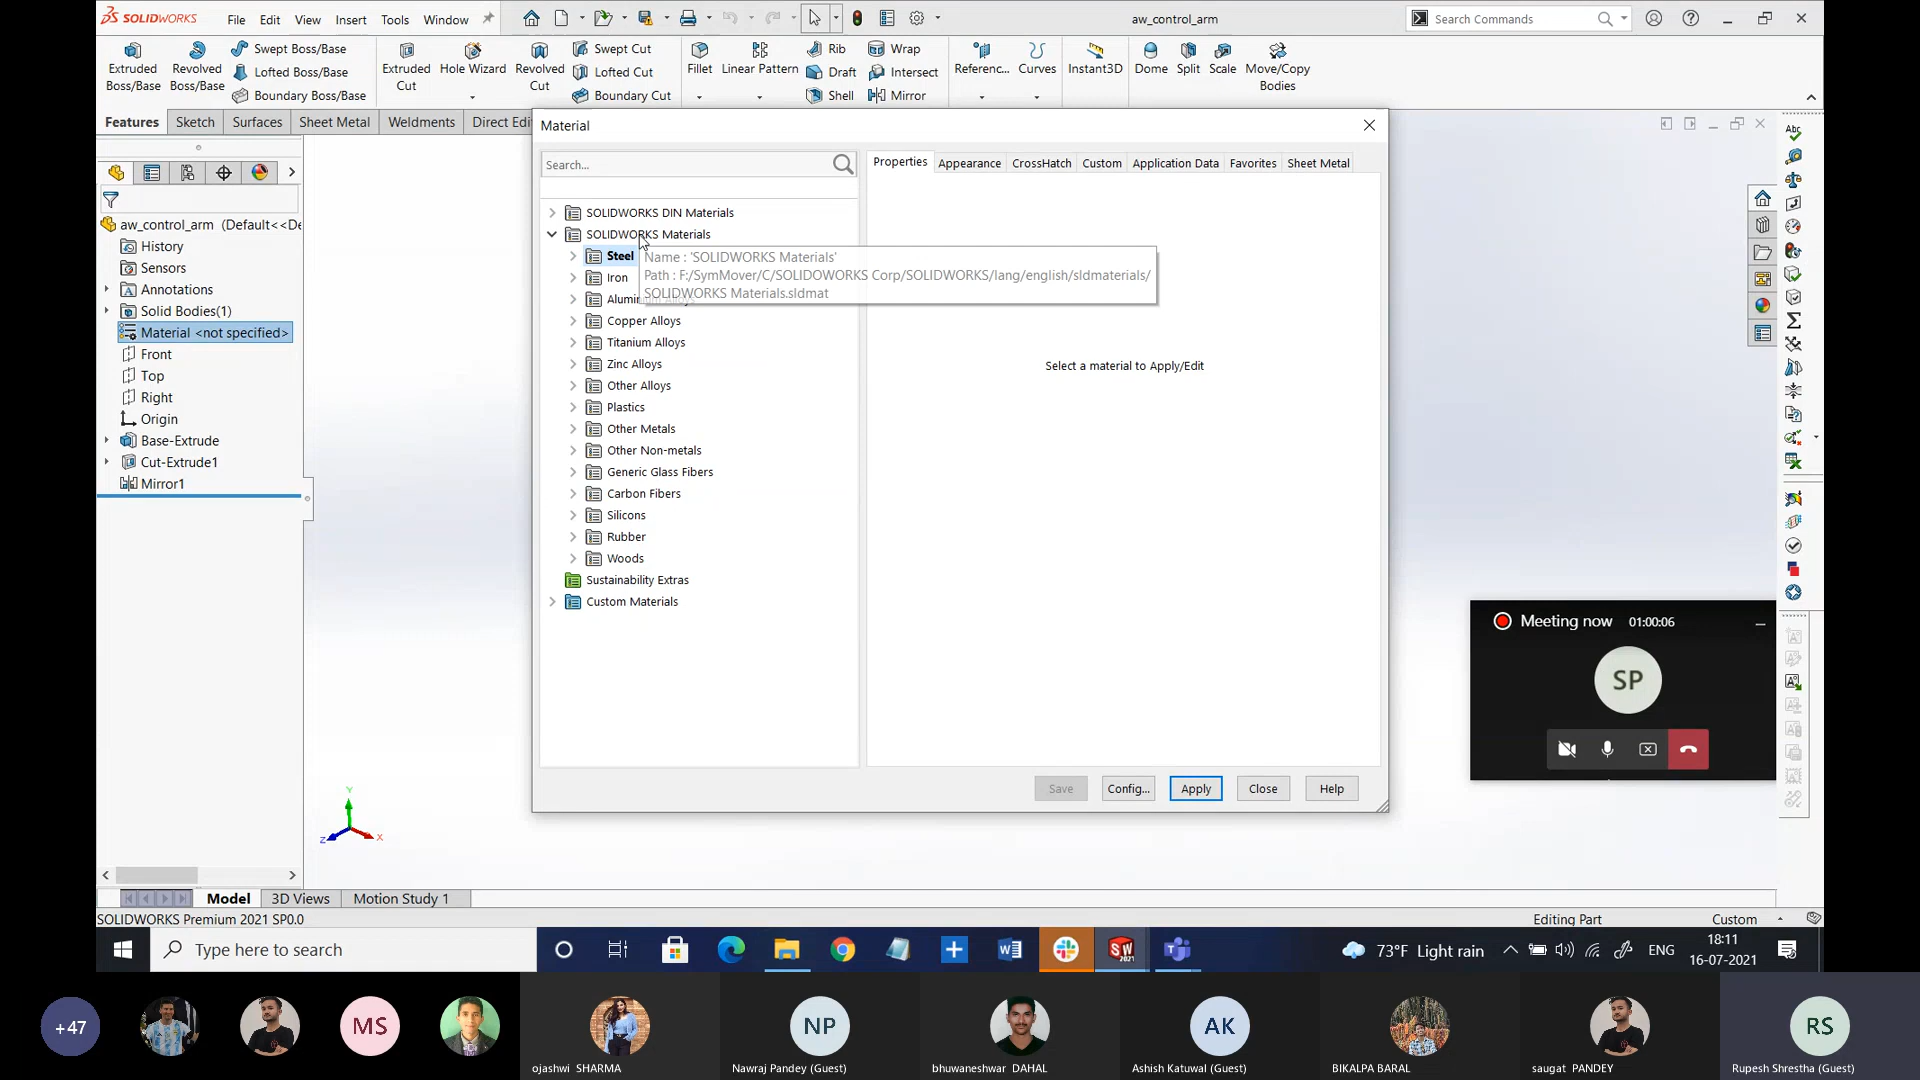 SOLIDWORKS
File Edit View Insert Tools Window
aw_control_arm
Search Commands
Extruded Boss/Base
Revolved Boss/Base
Swept Boss/Base
Lofted Boss/Base
Boundary Boss/Base
Extruded Cut
Hole Wizard
Revolved Cut
Swept Cut
Lofted Cut
Boundary Cut
Fillet
Linear Pattern
Rib
Draft
Shell
Wrap
Intersect
Mirror
Referenc...
Curves
Instant3D
Dome
Split
Scale
Move/Copy Bodies
Features Sketch Surfaces Sheet Metal Weldments Direct Edi
aw_control_arm (Default<<De
History
Sensors
Annotations
Solid Bodies(1)
Material <not specified>
Front
Top
Right
Origin
Base-Extrude
Cut-Extrude1
Mirror1
Material
Search...
SOLIDWORKS DIN Materials
SOLIDWORKS Materials
Steel
Iron
Alumin
Copper Alloys
Titanium Alloys
Zinc Alloys
Other Alloys
Plastics
Other Metals
Other Non-metals
Generic Glass Fibers
Carbon Fibers
Silicons
Rubber
Woods
Sustainability Extras
Custom Materials
Name : 'SOLIDWORKS Materials'
Path : F:/SymMover/C/SOLIDOWORKS Corp/SOLIDWORKS/lang/english/sldmaterials/
SOLIDWORKS Materials.sldmat
Properties Appearance CrossHatch Custom Application Data Favorites Sheet Metal
Select a material to Apply/Edit
Save Config... Apply Close Help
Abc
Meeting now 01:00:06
SP
Y
Z
X
Model 3D Views Motion Study 1
SOLIDWORKS Premium 2021 SP0.0
Editing Part
Custom
Type here to search
SW
2021
73°F Light rain
ENG
18:11
16-07-2021
+47
MS
NP
AK
RS
ojashwi SHARMA
Nawraj Pandey (Guest)
bhuwaneshwar DAHAL
Ashish Katuwal (Guest)
BIKALPA BARAL
saugat PANDEY
Rupesh Shrestha (Guest)